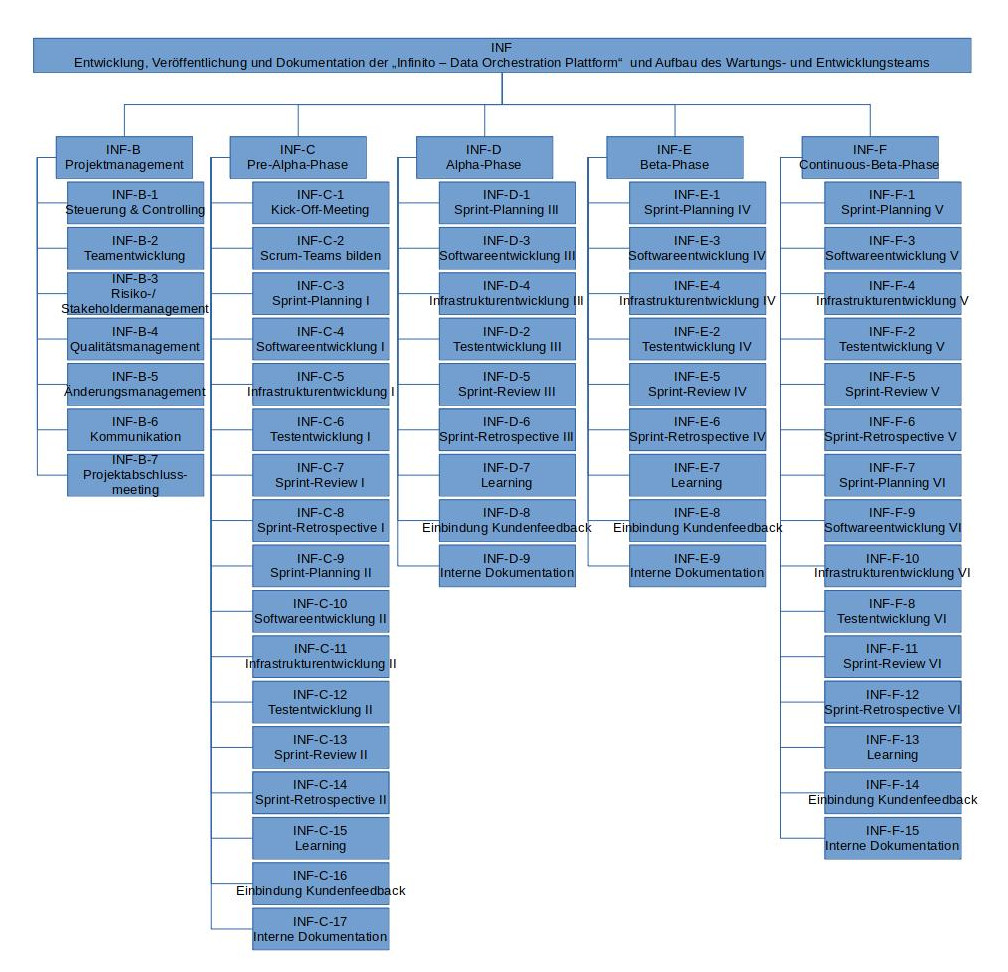 INF
Entwicklung, Veröffentlichung und Dokumentation der „Infinito – Data Orchestration Plattform“ und Aufbau des Wartungs- und Entwicklungsteams
INF-B
Projektmanagement
INF-B-1
Steuerung & Controlling
INF-B-2
Teamentwicklung
INF-B-3
Risiko-/
Stakeholdermanagement
INF-B-4
Qualitätsmanagement
INF-B-5
Änderungsmanagement
INF-B-6
Kommunikation
INF-B-7
Projektabschluss-
meeting
INF-C
Pre-Alpha-Phase
INF-C-1
Kick-Off-Meeting
INF-C-2
Scrum-Teams bilden
INF-C-3
Sprint-Planning I
INF-C-4
Softwareentwicklung I
INF-C-5
Infrastrukturentwicklung I
INF-C-6
Testentwicklung I
INF-C-7
Sprint-Review I
INF-C-8
Sprint-Retrospective I
INF-C-9
Sprint-Planning II
INF-C-10
Softwareentwicklung II
INF-C-11
Infrastrukturentwicklung II
INF-C-12
Testentwicklung II
INF-C-13
Sprint-Review II
INF-C-14
Sprint-Retrospective II
INF-C-15
Learning
INF-C-16
Einbindung Kundenfeedback
INF-C-17
Interne Dokumentation
INF-D
Alpha-Phase
INF-D-1
Sprint-Planning III
INF-D-3
Softwareentwicklung III
INF-D-4
Infrastrukturentwicklung III
INF-D-2
Testentwicklung III
INF-D-5
Sprint-Review III
INF-D-6
Sprint-Retrospective III
INF-D-7
Learning
INF-D-8
Einbindung Kundenfeedback
INF-D-9
Interne Dokumentation
INF-E
Beta-Phase
INF-E-1
Sprint-Planning IV
INF-E-3
Softwareentwicklung IV
INF-E-4
Infrastrukturentwicklung IV
INF-E-2
Testentwicklung IV
INF-E-5
Sprint-Review IV
INF-E-6
Sprint-Retrospective IV
INF-E-7
Learning
INF-E-8
Einbindung Kundenfeedback
INF-E-9
Interne Dokumentation
INF-F
Continuous-Beta-Phase
INF-F-1
Sprint-Planning V
INF-F-3
Softwareentwicklung V
INF-F-4
Infrastrukturentwicklung V
INF-F-2
Testentwicklung V
INF-F-5
Sprint-Review V
INF-F-6
Sprint-Retrospective V
INF-F-7
Sprint-Planning VI
INF-F-9
Softwareentwicklung VI
INF-F-10
Infrastrukturentwicklung VI
INF-F-8
Testentwicklung VI
INF-F-11
Sprint-Review VI
INF-F-12
Sprint-Retrospective VI
INF-F-13
Learning
INF-F-14
Einbindung Kundenfeedback
INF-F-15
Interne Dokumentation